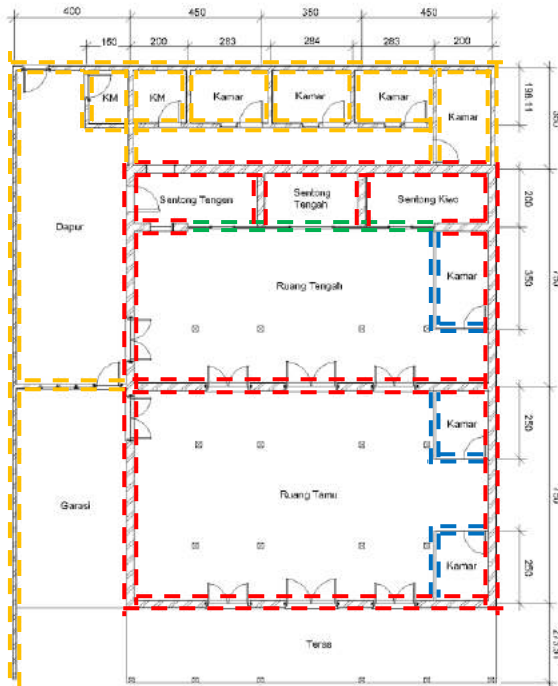 400
450
350
450
150
200
283
284
283
200
KM
KM
Kamar
Kamar
Kamar
Kamar
198.11
Sentong Tengen
Sentong
Tengah
Sentong Kiwo
200
Dapur
Ruang Tengah
Kamar
350
Kamar
250
Garasi
Ruang Tamu
Kamar
250
Teras